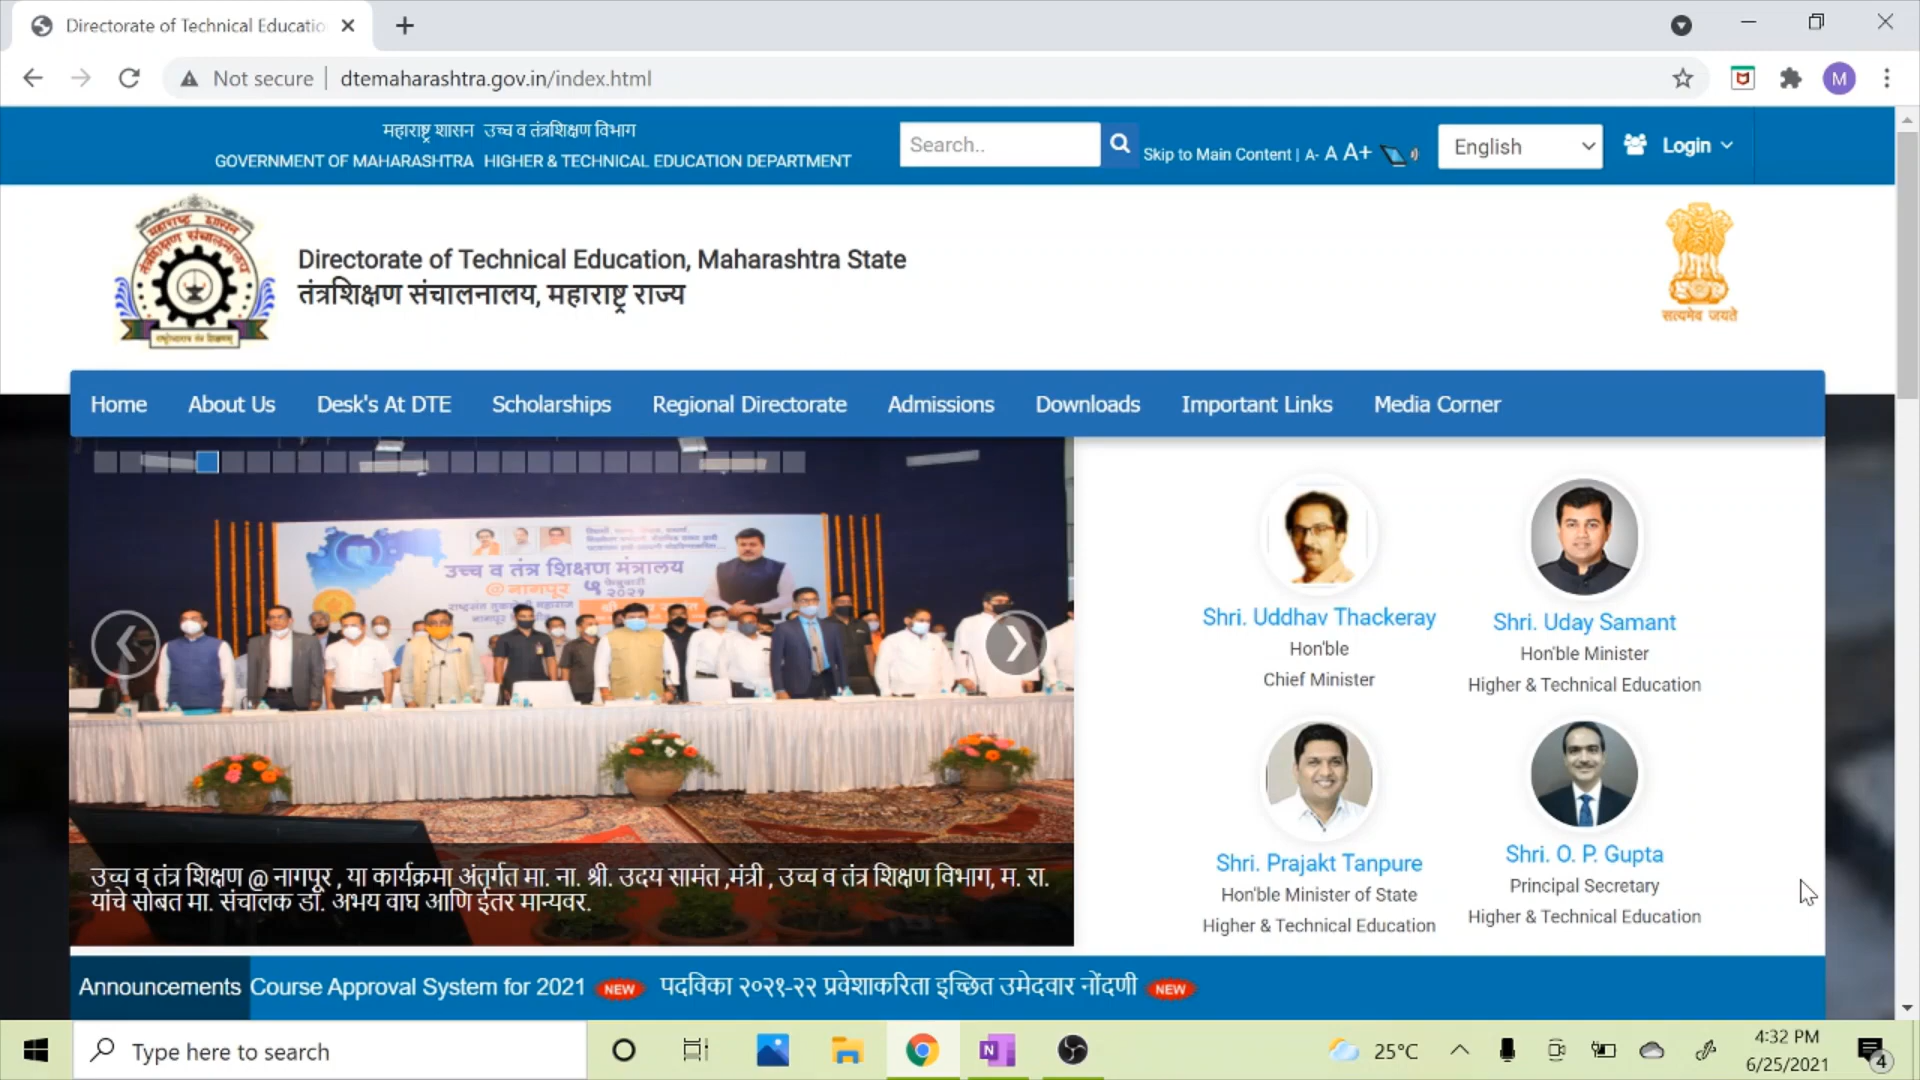 Directorate of Technical Educatio
Not secure
dtemaharashtra.gov.in/index.html
M
महाराष्ट्र शासन उच्च व तंत्रशिक्षण विभाग
GOVERNMENT OF MAHARASHTRA HIGHER & TECHNICAL EDUCATION DEPARTMENT
Search..
Skip to Main Content | A- A A+
English
Login
Directorate of Technical Education, Maharashtra State
तंत्रशिक्षण संचालनालय, महाराष्ट्र राज्य
सत्यमेव जयते
Home About Us Desk's At DTE Scholarships Regional Directorate Admissions Downloads Important Links Media Corner
उच्च व तंत्र शिक्षण मंत्रालय
@नागपूर ५ फेब्रुवारी २०२१
Shri. Uddhav Thackeray
Hon'ble
Chief Minister
Shri. Uday Samant
Hon'ble Minister
Higher & Technical Education
Shri. Prajakt Tanpure
Hon'ble Minister of State
Higher & Technical Education
Shri. O. P. Gupta
Principal Secretary
Higher & Technical Education
उच्च व तंत्र शिक्षण @ नागपूर , या कार्यक्रमा अंतर्गत मा. ना. श्री. उदय सामंत ,मंत्री , उच्च व तंत्र शिक्षण विभाग, म. रा.
यांचे सोबत मा. संचालक डॉ. अभय वाघ आणि ईतर मान्यवर.
Announcements Course Approval System for 2021 NEW पदविका २०२१-२२ प्रवेशाकरिता इच्छित उमेदवार नोंदणी NEW
Type here to search
N
25°C
4:32 PM
6/25/2021
4